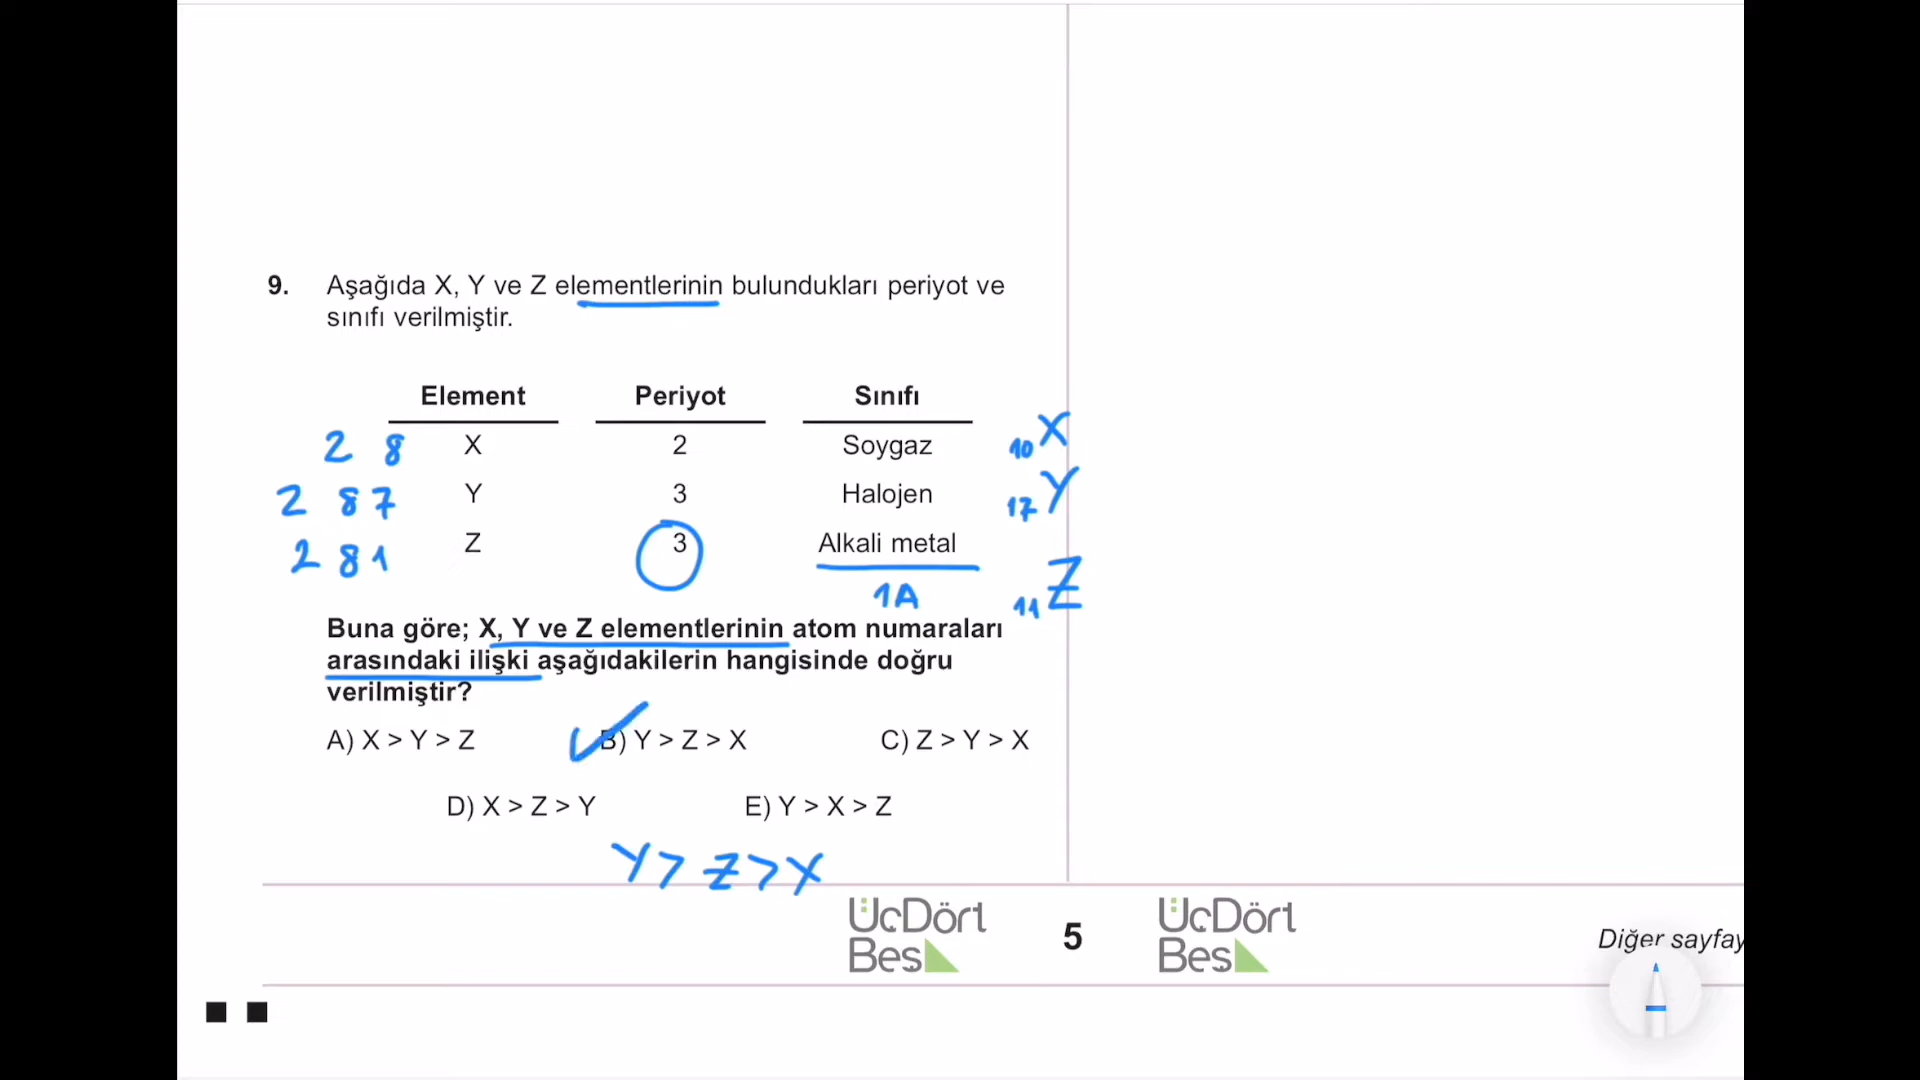 9. Aşağıda X, Y ve Z elementlerinin bulundukları periyot ve
sınıfı verilmiştir.
Element Periyot Sınıfı
2 8 X 2 Soygaz 10X
2 8 7 Y 3 Halojen 17Y
2 8 1 Z 3 Alkali metal
1A 11Z
Buna göre; X, Y ve Z elementlerinin atom numaraları
arasındaki ilişki aşağıdakilerin hangisinde doğru
verilmiştir?
A) X > Y > Z B) Y > Z > X C) Z > Y > X
D) X > Z > Y E) Y > X > Z
Y > Z > X
ÜçDört
Beş
5
ÜçDört
Beş
Diğer sayfay